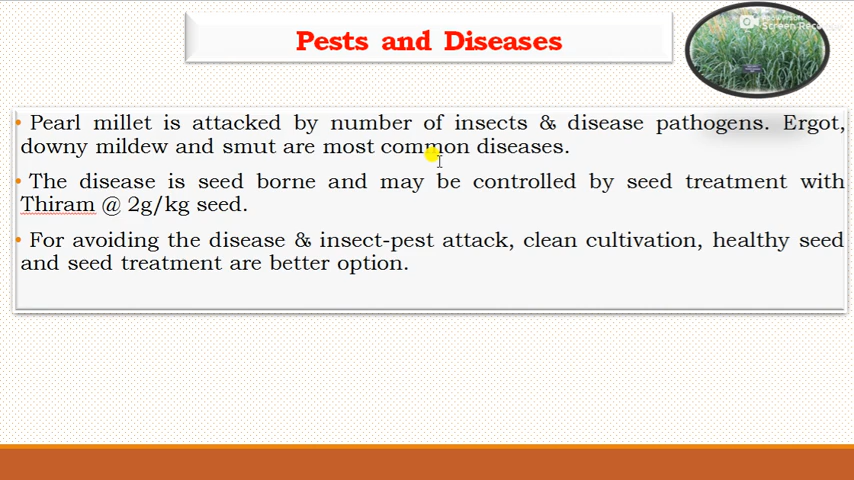 Pests and Diseases
Screen Reco
Pearl millet is attacked by number of insects & disease pathogens. Ergot,
downy mildew and smut are most common diseases.
The disease is seed borne and may be controlled by seed treatment with
Thiram @ 2g/kg seed.
For avoiding the disease & insect-pest attack, clean cultivation, healthy seed
and seed treatment are better option.